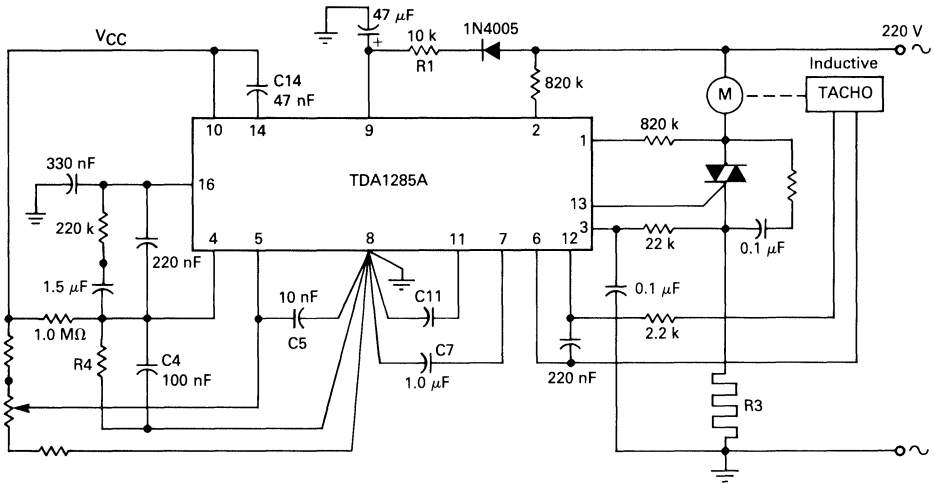 47 µF
+
VCC
10 k
R1
1N4005
220 V
C14
47 nF
820 k
Inductive
M
TACHO
10
14
9
2
1
820 k
330 nF
16
TDA1285A
13
220 k
4
5
8
11
7
6
12
3
22 k
0.1 µF
220 nF
1.5 µF
10 nF
C11
0.1 µF
1.0 MΩ
C5
2.2 k
R4
C4
100 nF
C7
1.0 µF
220 nF
R3